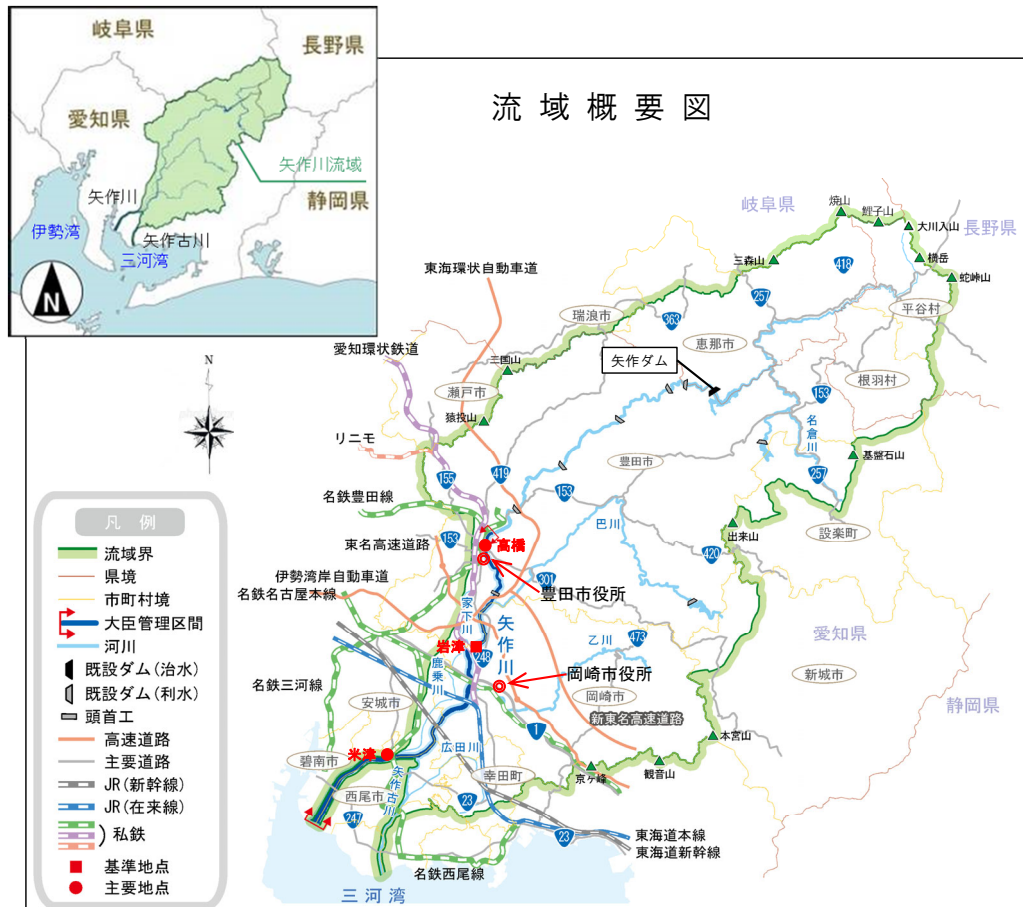 岐阜県
長野県
愛知県
矢作川流域
静岡県
矢作川
伊勢湾
矢作古川
三河湾
N
流域概要図
岐阜県
長野県
焼山
鯉子山
大川入山
三森山
418
横岳
蛇峠山
東海環状自動車道
257
平谷村
瑞浪市
363
恵那市
愛知環状鉄道
三国山
矢作ダム
N
瀬戸市
根羽村
153
猿投山
名倉川
リニモ
豊田市
基盤石山
419
155
153
257
名鉄豊田線
巴川
設楽町
出来山
東名高速道路
153
高橋
420
伊勢湾岸自動車道
301
豊田市役所
名鉄名古屋本線
家下川
矢作川
乙川
473
愛知県
岩津
248
鹿乗川
岡崎市役所
新城市
名鉄三河線
安城市
岡崎市
静岡県
新東名高速道路
1
本宮山
米津
広田川
碧南市
矢作古川
幸田町
京ヶ峰
観音山
西尾市
23
247
23
東海道本線
東海道新幹線
名鉄西尾線
三河湾
凡例
流域界
県境
市町村境
大臣管理区間
河川
既設ダム(治水)
既設ダム(利水)
頭首工
高速道路
主要道路
JR(新幹線)
JR(在来線)
私鉄
基準地点
主要地点